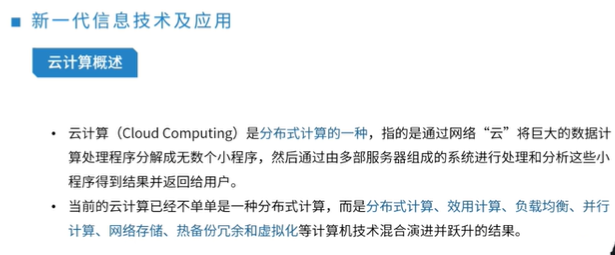 ■ 新一代信息技术及应用
云计算概述
• 云计算（Cloud Computing）是分布式计算的一种，指的是通过网络“云”将巨大的数据计
算处理程序分解成无数个小程序，然后通过由多部服务器组成的系统进行处理和分析这些小
程序得到结果并返回给用户。
• 当前的云计算已经不单单是一种分布式计算，而是分布式计算、效用计算、负载均衡、并行
计算、网络存储、热备份冗余和虚拟化等计算机技术混合演进并跃升的结果。